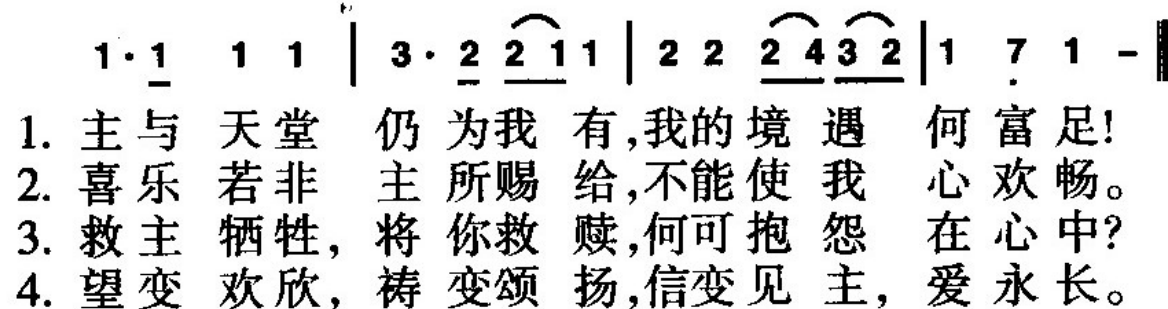 1·1 1 1 | 3·2 2 1 1 | 2 2 2 4 3 2 | 1 7 1 -
1. 主与 天堂 仍 为我 有,我的境 遇 何富足!
2. 喜乐 若非 主 所赐 给,不能使 我 心欢畅。
3. 救主 牺牲, 将 你救 赎,何可抱 怨 在心中?
4. 望变 欢欣, 祷 变颂 扬,信变见 主, 爱永长。